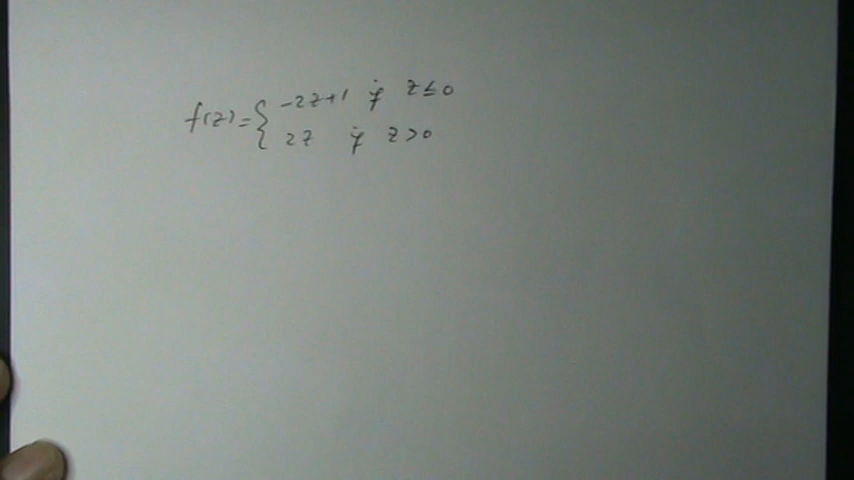 f(z)= { -2z+1 if z≤0
2z if z>0